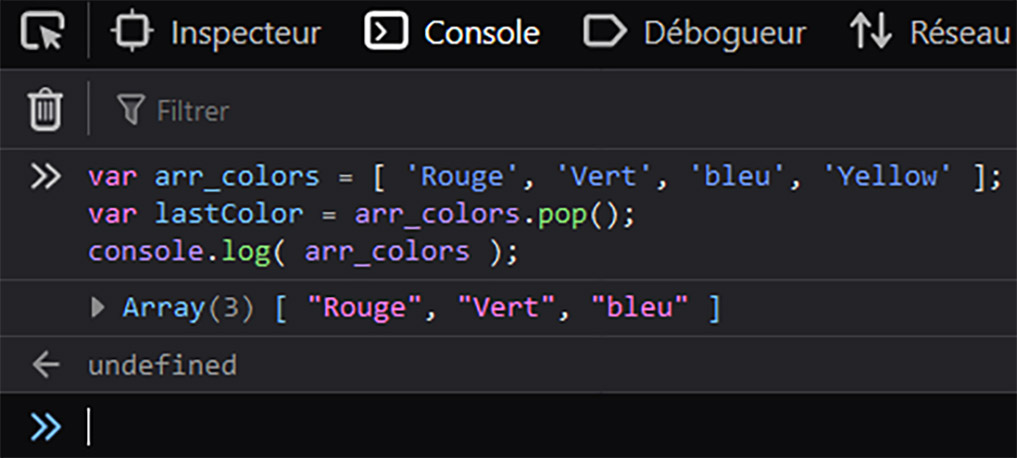 Inspecteur Console Débogueur Réseau
Filtrer
var arr_colors = [ 'Rouge', 'Vert', 'bleu', 'Yellow' ];
var lastColor = arr_colors.pop();
console.log( arr_colors );
Array(3) [ "Rouge", "Vert", "bleu" ]
undefined